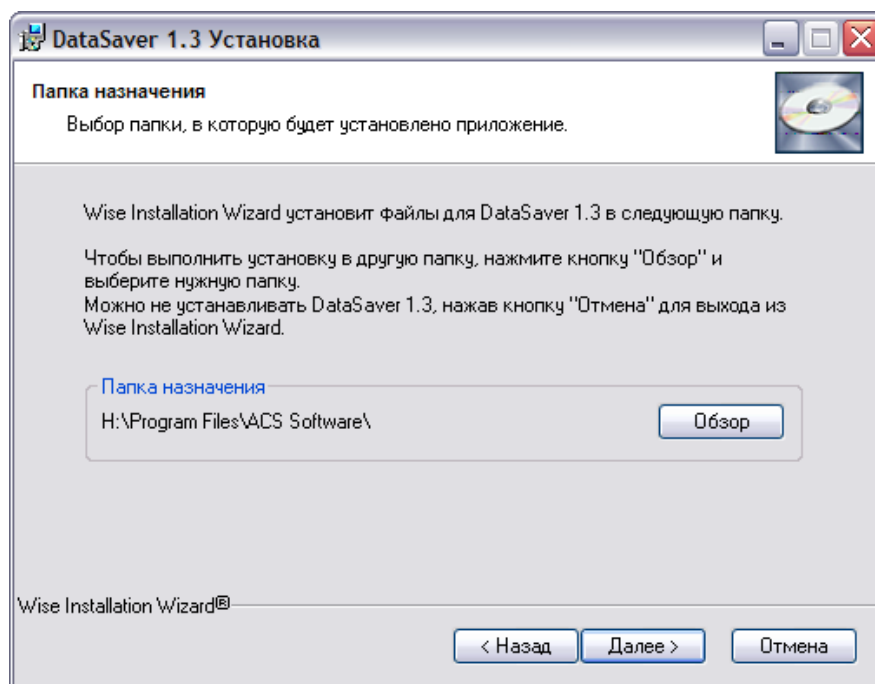 DataSaver 1.3 Установка
Папка назначения
Выбор папки, в которую будет установлено приложение.
Wise Installation Wizard установит файлы для DataSaver 1.3 в следующую папку.
Чтобы выполнить установку в другую папку, нажмите кнопку "Обзор" и
выберите нужную папку.
Можно не устанавливать DataSaver 1.3, нажав кнопку "Отмена" для выхода из
Wise Installation Wizard.
Папка назначения
H:\Program Files\ACS Software\
Обзор
Wise Installation Wizard®
< Назад
Далее >
Отмена